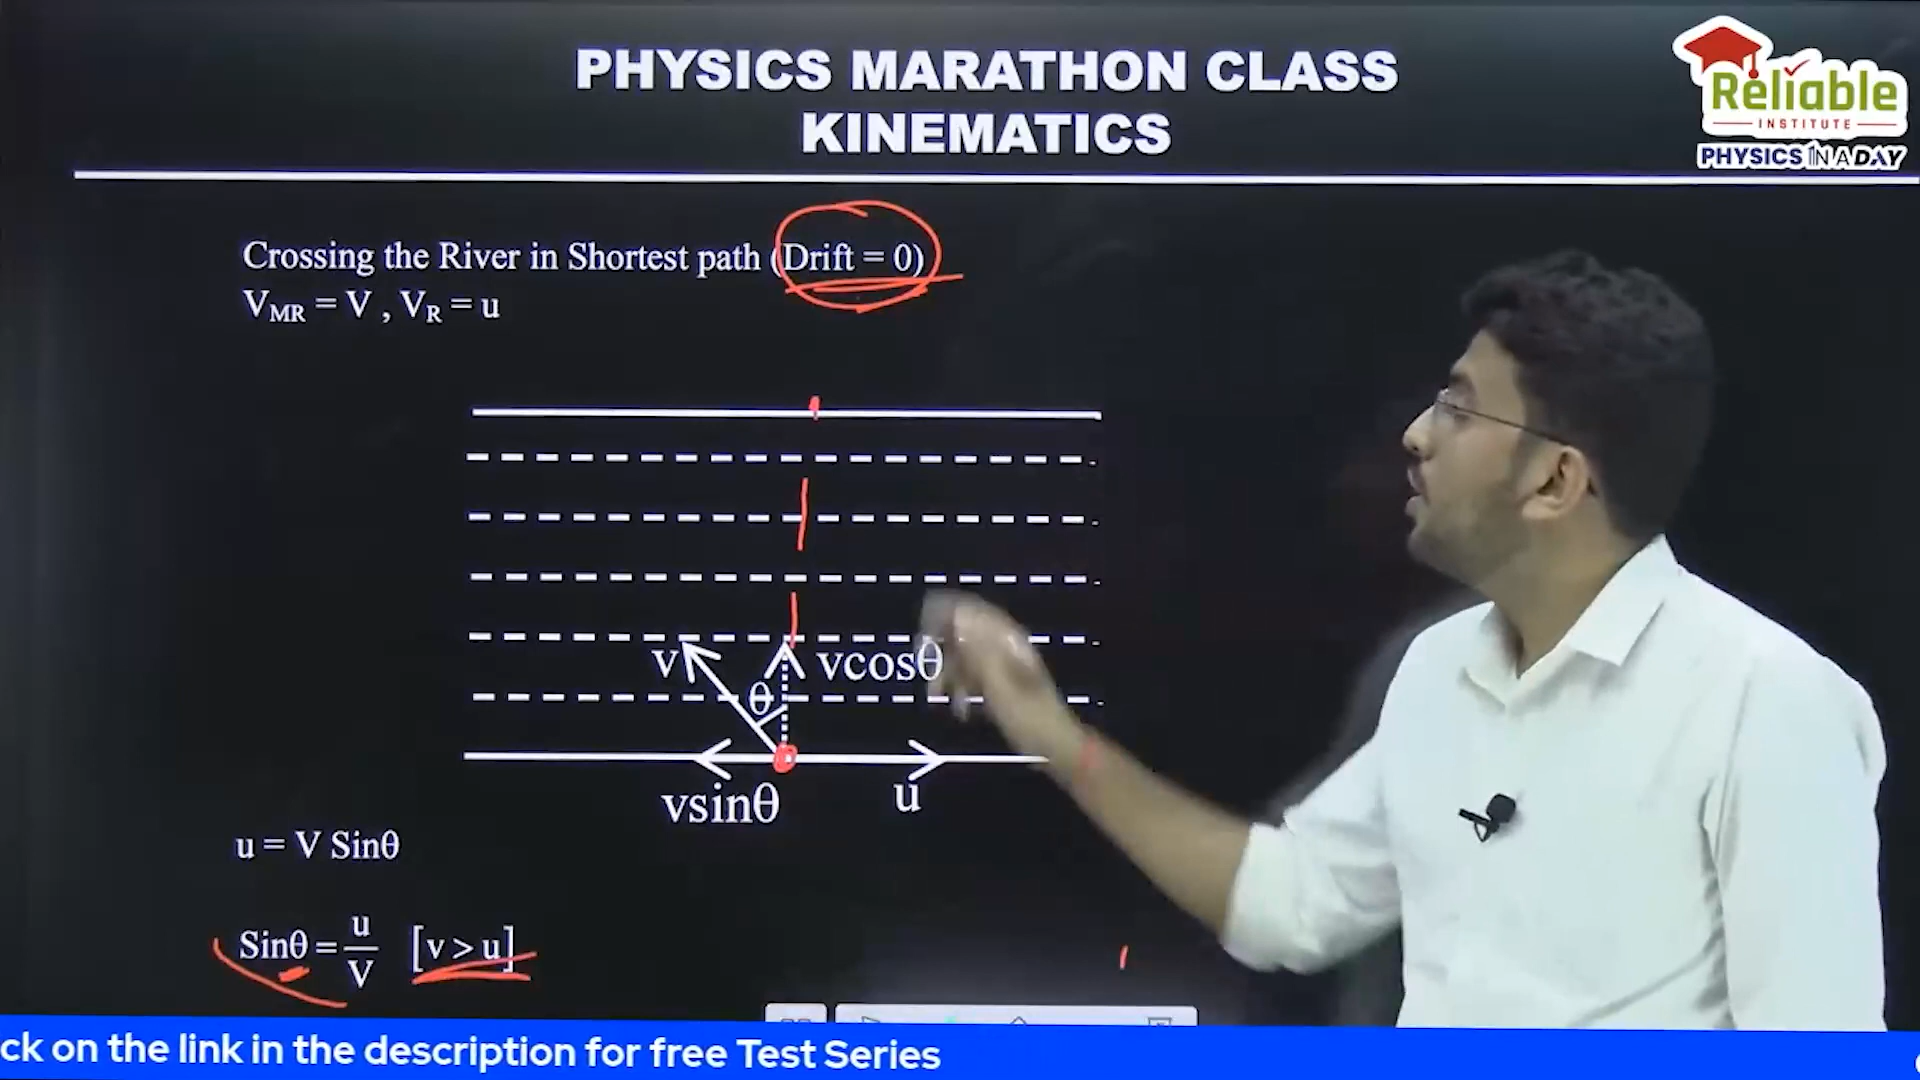 PHYSICS MARATHON CLASS
KINEMATICS
Reliable
INSTITUTE
PHYSICS IN A DAY
Crossing the River in Shortest path (Drift = 0)
V_MR = V , V_R = u
v
θ
vcosθ
vsinθ
u
u = V Sinθ
Sinθ = u/V [v > u]
ck on the link in the description for free Test Series